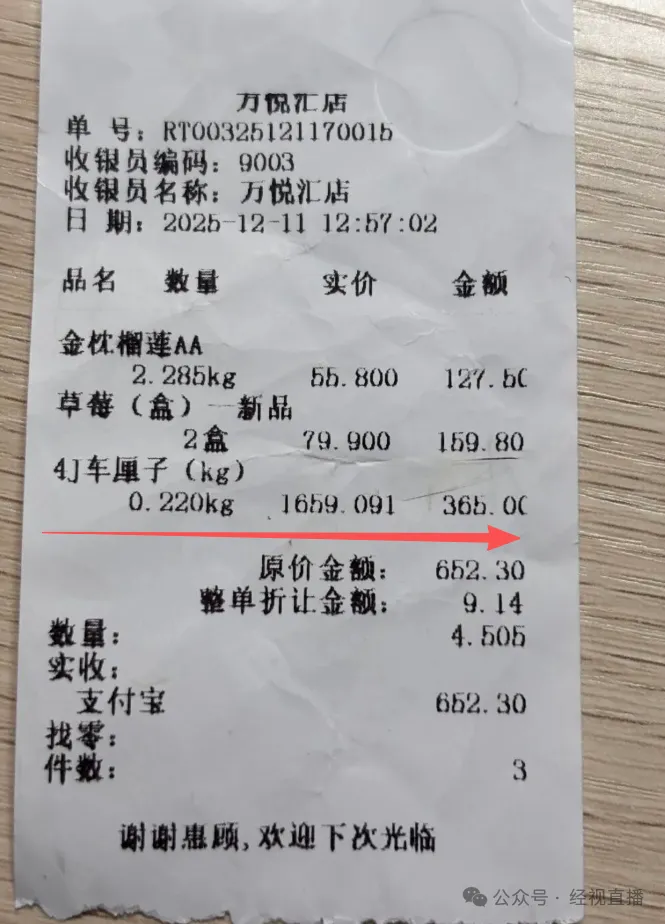 万悦汇店
单 号：RT00325121170015
收银员编码：9003
收银员名称：万悦汇店
日 期：2025-12-11 12:57:02
品名 数量 实价 金额
金枕榴莲AA
2.285kg 55.800 127.50
草莓（盒）一新品
2盒 79.900 159.80
4J车厘子（kg）
0.220kg 1659.091 365.00
原价金额： 652.30
整单折让金额： 9.14
数量： 4.505
实收：
支付宝 652.30
找零：
件数： 3
谢谢惠顾,欢迎下次光临
公众号 · 经视直播